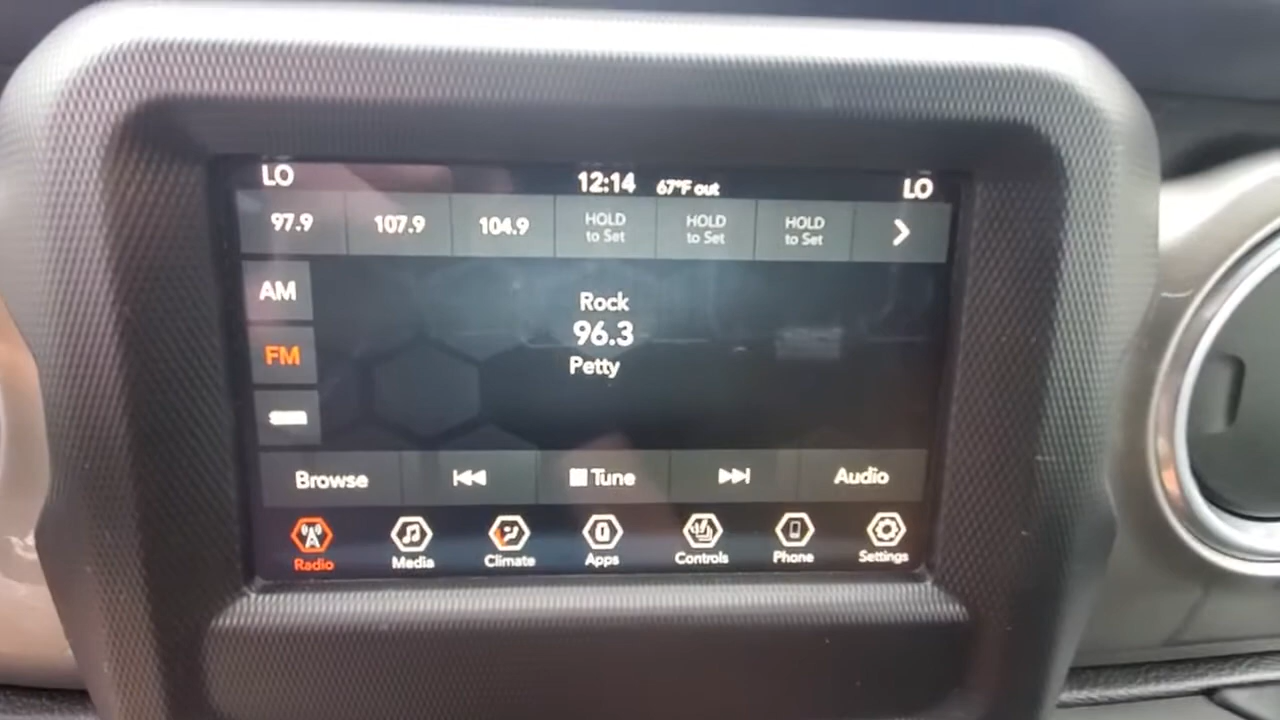 LO 12:14 67°F out LO
97.9 107.9 104.9 HOLD to Set HOLD to Set HOLD to Set
AM
Rock
96.3
FM
Petty
Browse Tune Audio
Radio Media Climate Apps Controls Phone Settings